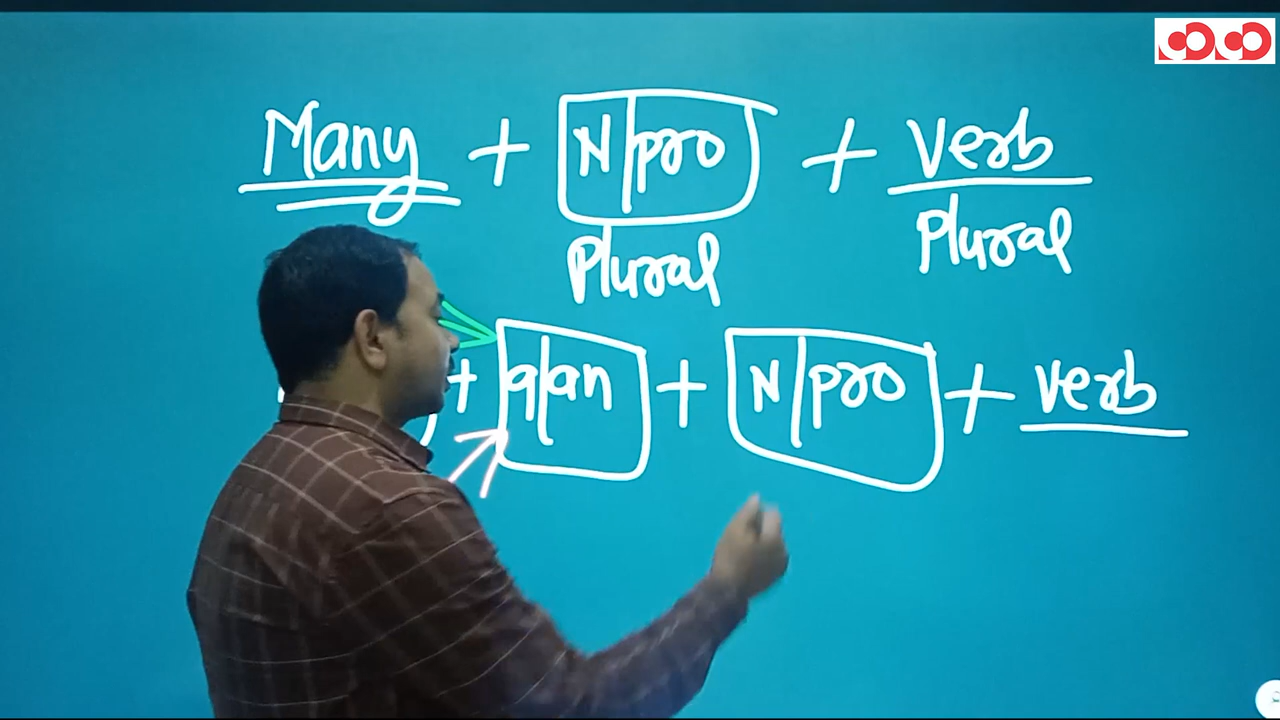 Many + N/pro + Verb
Plural Plural
+ a/an + N/pro + Verb